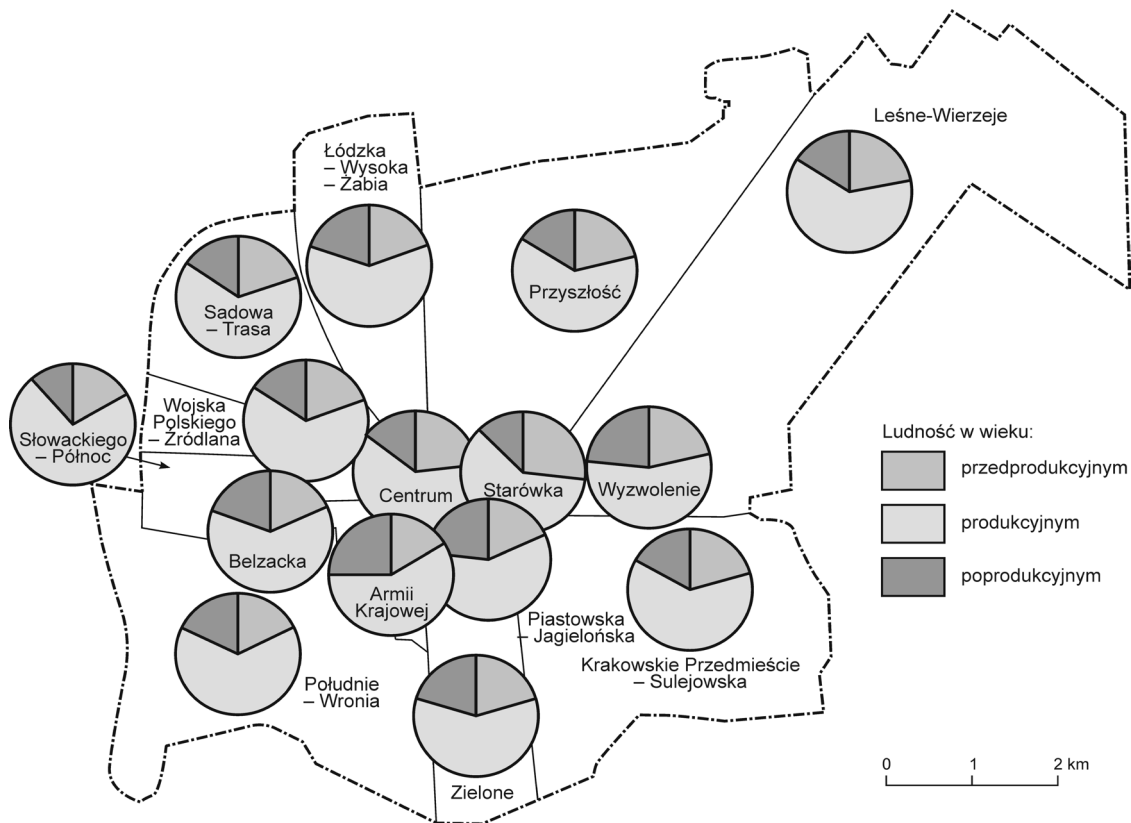 Leśne-Wierzeje
Łódzka
– Wysoka
– Żabia
Przyszłość
Sadowa
– Trasa
Wojska
Polskiego
– Źródlana
Słowackiego
– Północ
Centrum
Starówka
Wyzwolenie
Belzacka
Armii
Krajowej
Piastowska
– Jagielońska
Krakowskie Przedmieście
– Sulejowska
Południe
– Wronia
Zielone
Ludność w wieku:
przedprodukcyjnym
produkcyjnym
poprodukcyjnym
0 1 2 km